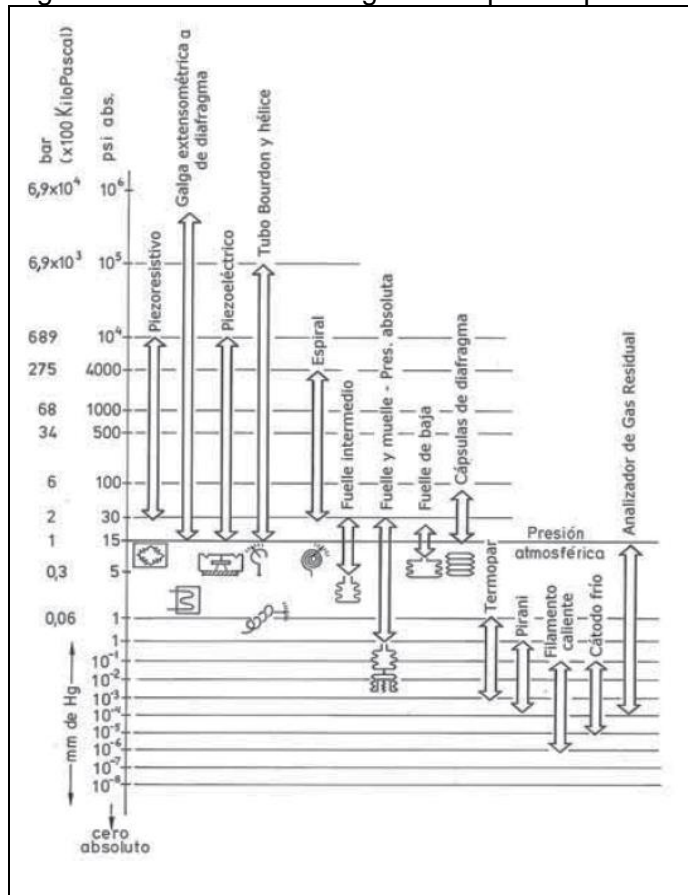 bar
(x100 KiloPascal)
psi abs.
Galga extensométrica a
de diafragma
Piezoresistivo
Piezoeléctrico
Tubo Bourdon y hélice
Espiral
Fuelle intermedio
Fuelle y muelle - Pres. absoluta
Fuelle de baja
Cápsulas de diafragma
Analizador de Gas Residual
6,9x10⁴ 10⁶
6,9x10³ 10⁵
689 10⁴
275 4000
68 1000
34 500
6 100
2 30
1 15
Presión
atmosférica
0,3 5
0,06 1
Termopar
Pirani
Filamento
caliente
Cátodo frío
mm de Hg
1
10⁻¹
10⁻²
10⁻³
10⁻⁴
10⁻⁵
10⁻⁶
10⁻⁷
10⁻⁸
cero
absoluto